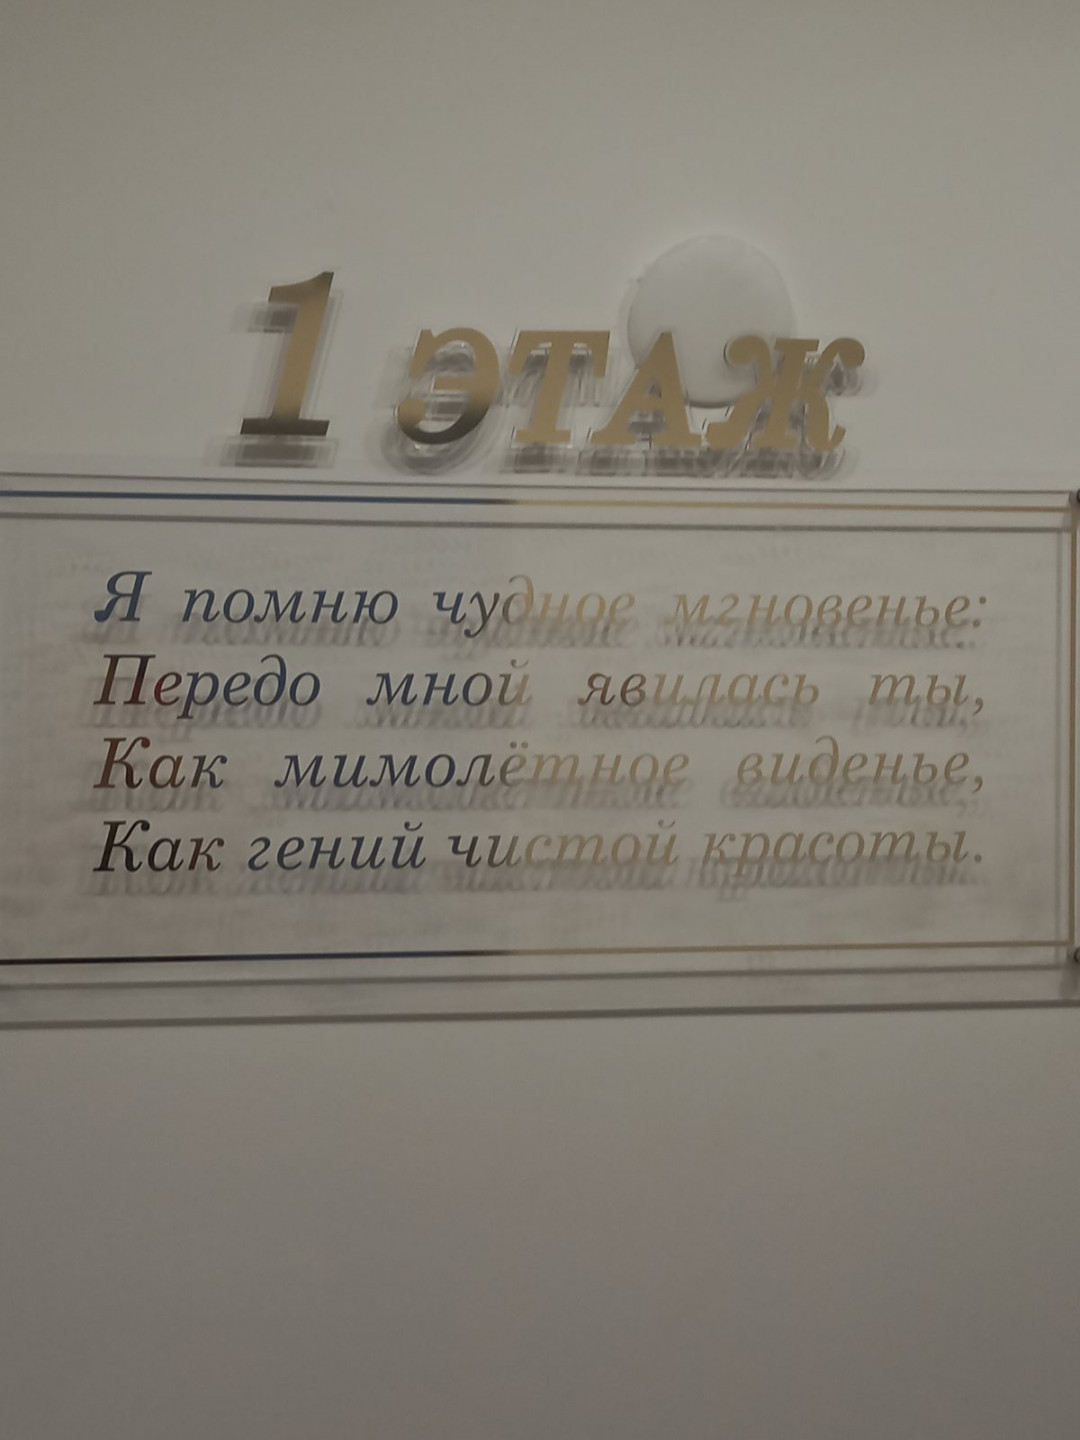 1 ЭТАЖ
Я помню чудное мгновенье:
Передо мной явилась ты,
Как мимолётное виденье,
Как гений чистой красоты.